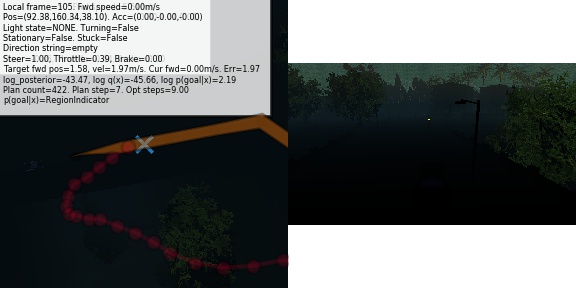 Local frame=105: Fwd speed=0.00m/s
Pos=(92.38,160.34,38.10). Acc=(0.00,-0.00,-0.00)
Light state=NONE. Turning=False
Stationary=False. Stuck=False
Direction string=empty
Steer=1.00; Throttle=0.39; Brake=0.00
Target fwd pos=1.58, vel=1.97m/s. Cur fwd=0.00m/s. Err=1.97
log_posterior=-43.47, log q(x)=-45.66, log p(goal|x)=2.19
Plan count=422. Plan step=7. Opt steps=9.00
p(goal|x)=RegionIndicator